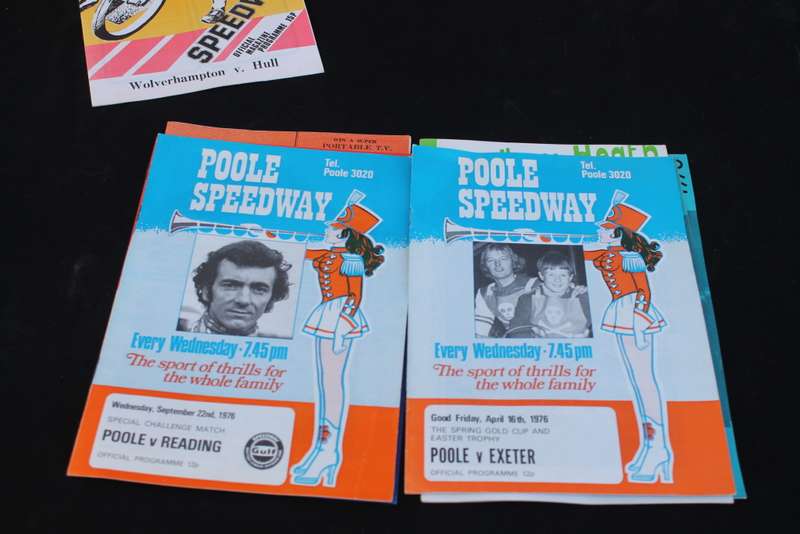 SPEEDW
OFFICIAL
MAGAZINE
PROGRAMME 15P
Wolverhampton v. Hull
WIN A SUPER
PORTABLE T.V.
POOLE
SPEEDWAY
Tel.
Poole 3020
Every Wednesday · 7.45 pm
The sport of thrills for
the whole family
Wednesday, September 22nd, 1976
SPECIAL CHALLENGE MATCH
POOLE v READING
OFFICIAL PROGRAMME 12p
Gulf
Heath
POOLE
SPEEDWAY
Tel.
Poole 3020
Every Wednesday · 7.45 pm
The sport of thrills for
the whole family
Good Friday, April 16th, 1976
THE SPRING GOLD CUP AND
EASTER TROPHY
POOLE v EXETER
OFFICIAL PROGRAMME 12p